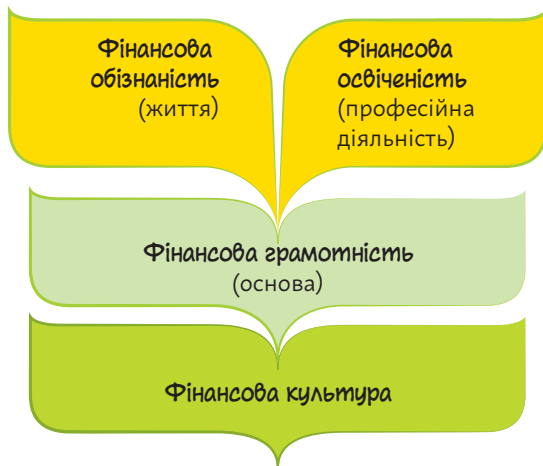 Фінансова
обізнаність
(життя)
Фінансова
освіченість
(професійна
діяльність)
Фінансова грамотність
(основа)
Фінансова культура